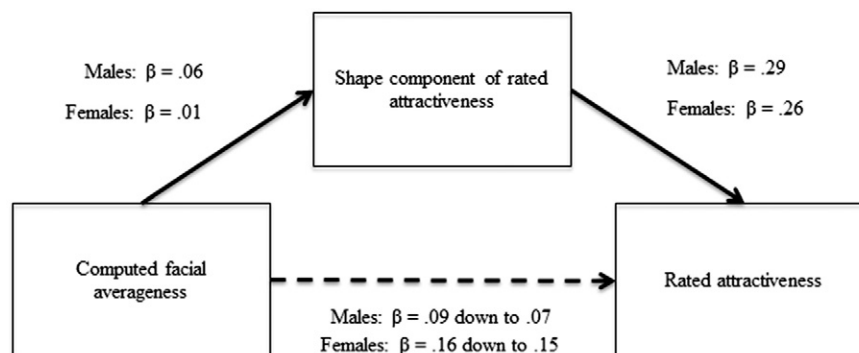 Males: β = .06
Females: β = .01
Shape component of rated
attractiveness
Males: β = .29
Females: β = .26
Computed facial
averageness
Rated attractiveness
Males: β = .09 down to .07
Females: β = .16 down to .15